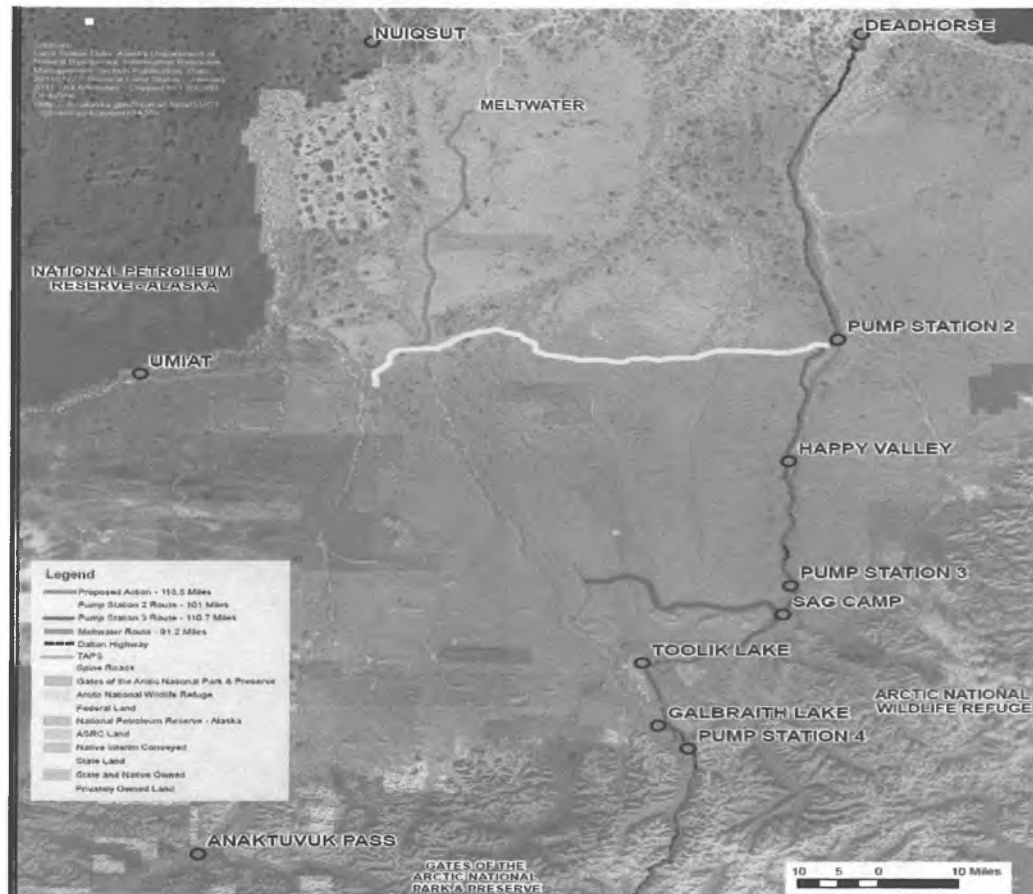 NUIQSUT
DEADHORSE
MELTWATER
NATIONAL PETROLEUM
RESERVE - ALASKA
UMIAT
PUMP STATION 2
HAPPY VALLEY
PUMP STATION 3
SAG CAMP
TOOLIK LAKE
GALBRAITH LAKE
PUMP STATION 4
ARCTIC NATIONAL
WILDLIFE REFUGE
ANAKTUVUK PASS
GATES OF THE
ARCTIC NATIONAL
PARK & PRESERVE
Legend
Proposed Action - Miles
Pump Station 2 Route - 101 Miles
Pump Station 3 Route - 110.7 Miles
Meltwater Route - 91.2 Miles
Dalton Highway
TAPS
Spine Roads
Gates of the Arctic National Park & Preserve
Arctic National Wildlife Refuge
Federal Land
National Petroleum Reserve - Alaska
ASRC Land
Native Interim Conveyed
State Land
State and Native Owned
Privately Owned Land
10 5 0 10 Miles